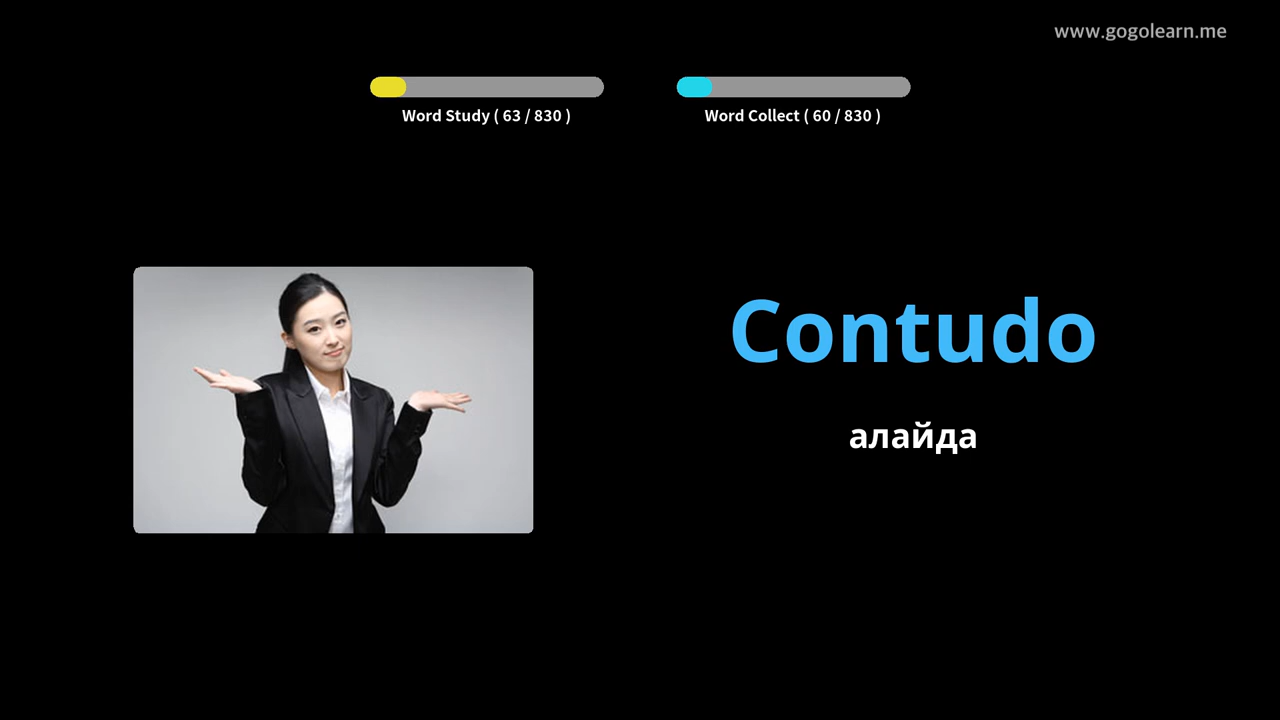 www.gogolearn.me
Word Study ( 63 / 830 )
Word Collect ( 60 / 830 )
Contudo
алайда